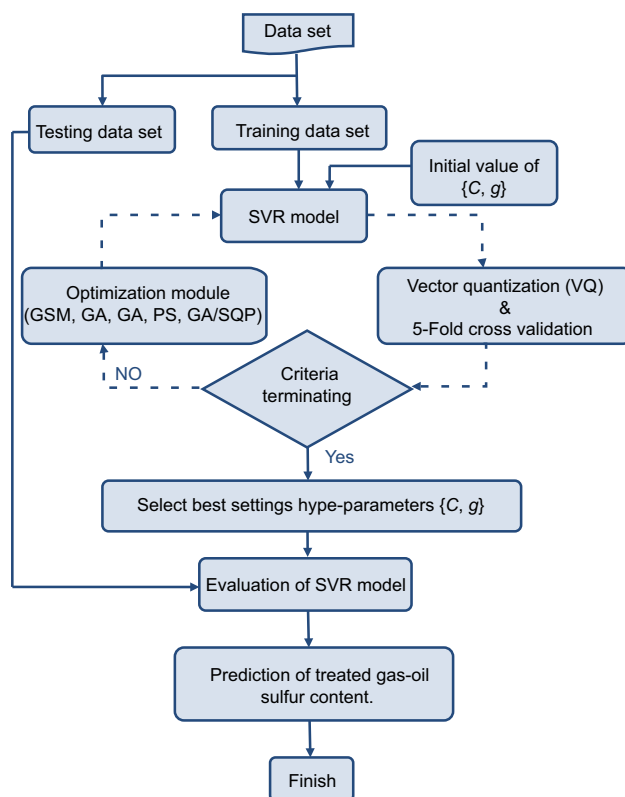 Data set
Testing data set
Training data set
Initial value of
{C, g}
SVR model
Optimization module
(GSM, GA, GA, PS, GA/SQP)
Vector quantization (VQ)
&
5-Fold cross validation
NO
Criteria
terminating
Yes
Select best settings hype-parameters {C, g}
Evaluation of SVR model
Prediction of treated gas-oil
sulfur content.
Finish